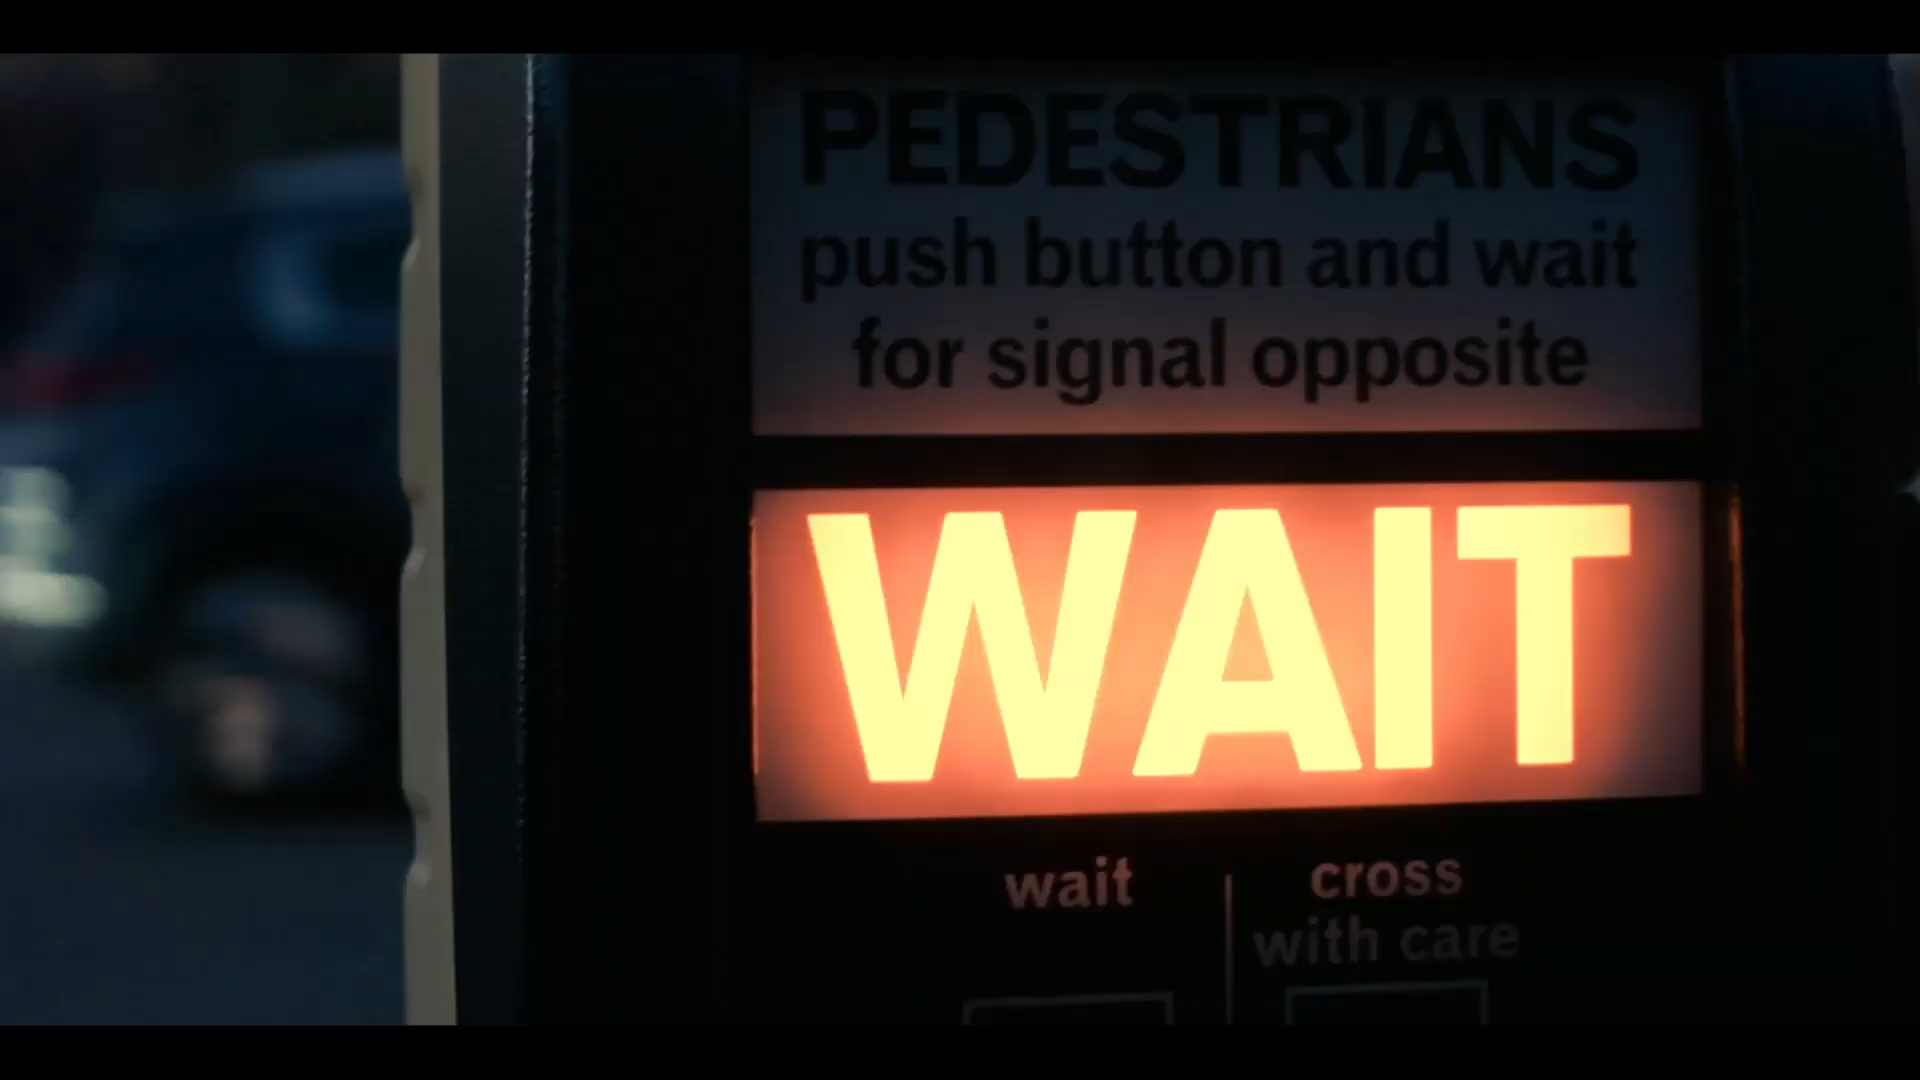 PEDESTRIANS
push button and wait
for signal opposite
WAIT
wait
cross
with care